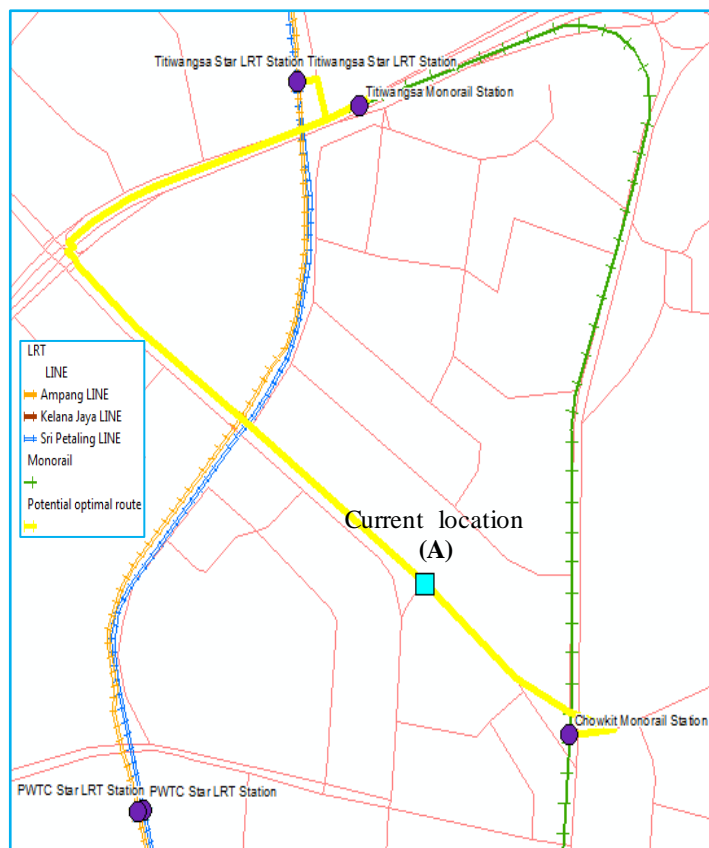 Titiwangsa Star LRT Station Titiwangsa Star LRT Station
Titiwangsa Monorail Station
LRT
LINE
Ampang LINE
Kelana Jaya LINE
Sri Petaling LINE
Monorail
Potential optimal route
Current location
(A)
Chowkit Monorail Station
PWTC Star LRT Station PWTC Star LRT Station